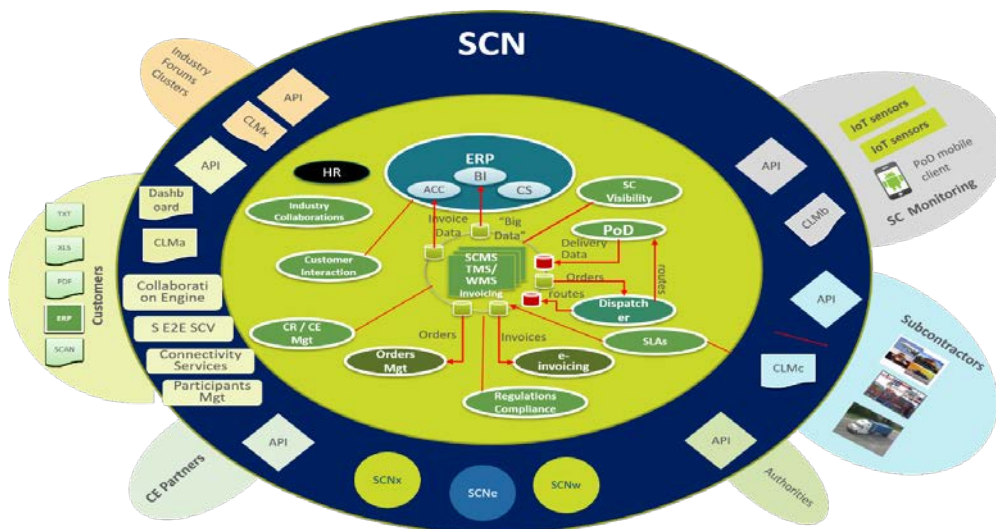 SCN
Industry
Forums
Clusters
API
CLMx
API
Dashb
oard
CLMa
Collaborati
on Engine
S E2E SCV
Connectivity
Services
Participants
Mgt
TXT
XLS
PDF
ERP
SCAN
Customers
CE Partners
API
HR
ERP
BI
ACC
CS
Industry
Collaborations
Customer
Interaction
CR / CE
Mgt
Invoice
Data
"Big
Data"
SCMS
TMS/
WMS
invoicing
SC
Visibility
PoD
Delivery
Data
Orders
routes
routes
Dispatch
er
SLAs
Orders
Invoices
Orders
Mgt
e-
invoicing
Regulations
Compliance
API
CLMb
API
CLMc
API
IoT sensors
IoT sensors
PoD mobile
client
SC Monitoring
Subcontractors
Authorities
SCNx
SCNe
SCNw